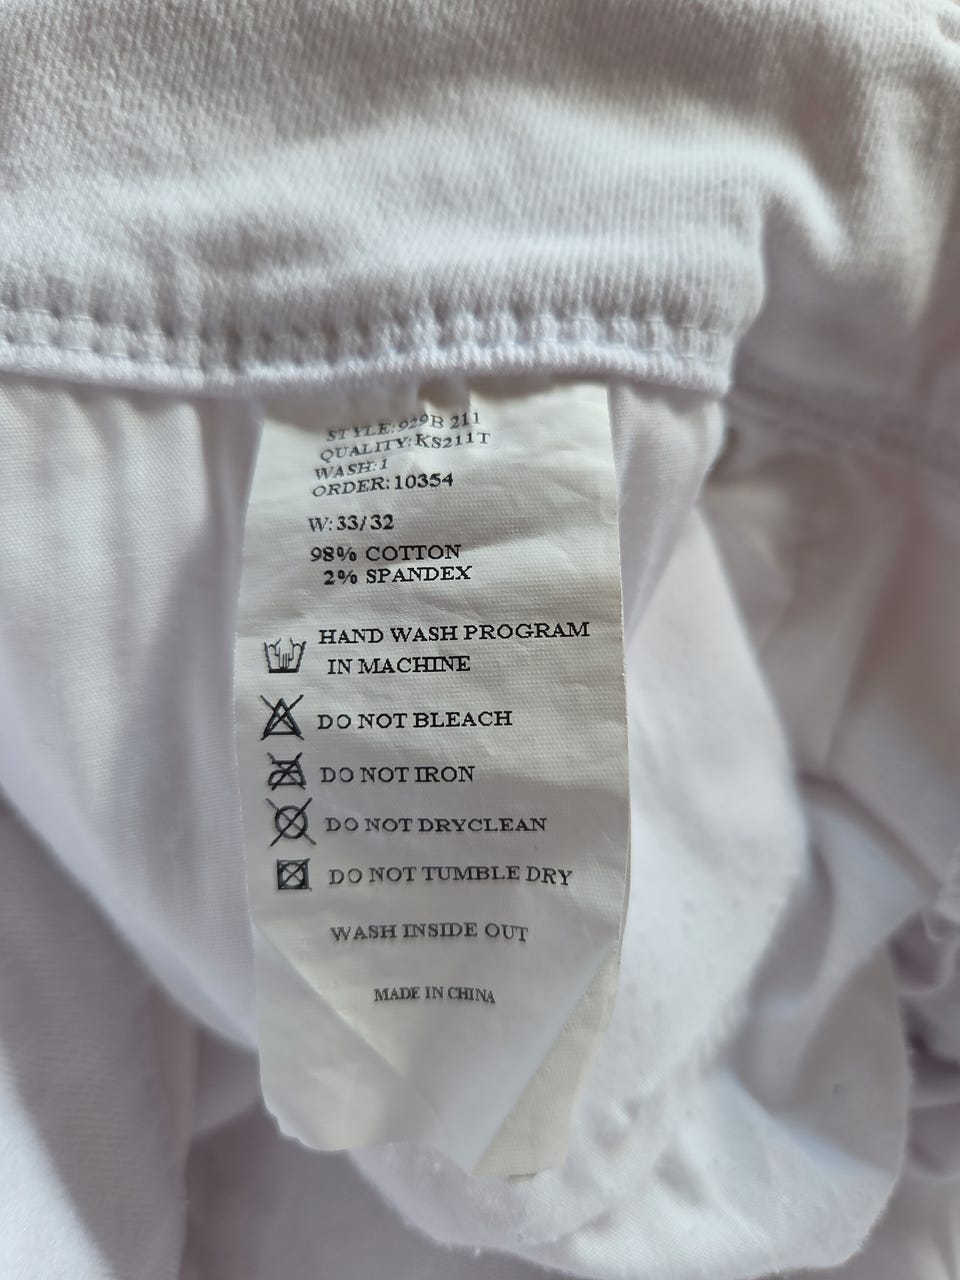 STYLE:929B 211
QUALITY:KS211T
WASH:1
ORDER:10354
W:33/32
98% COTTON
2% SPANDEX
HAND WASH PROGRAM
IN MACHINE
DO NOT BLEACH
DO NOT IRON
DO NOT DRYCLEAN
DO NOT TUMBLE DRY
WASH INSIDE OUT
MADE IN CHINA